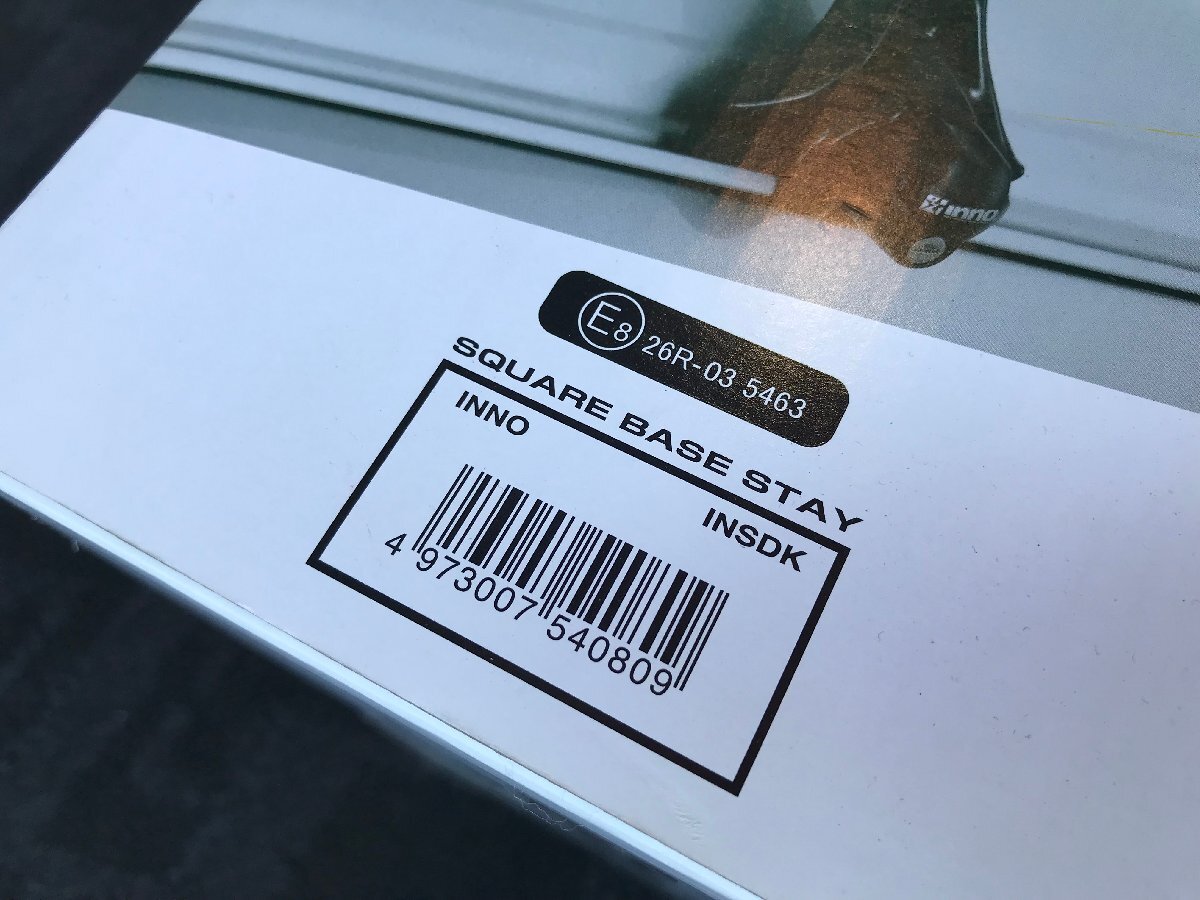 inno
E8 26R-03 5463
SQUARE BASE STAY
INNO
INSDK
4 973007 540809